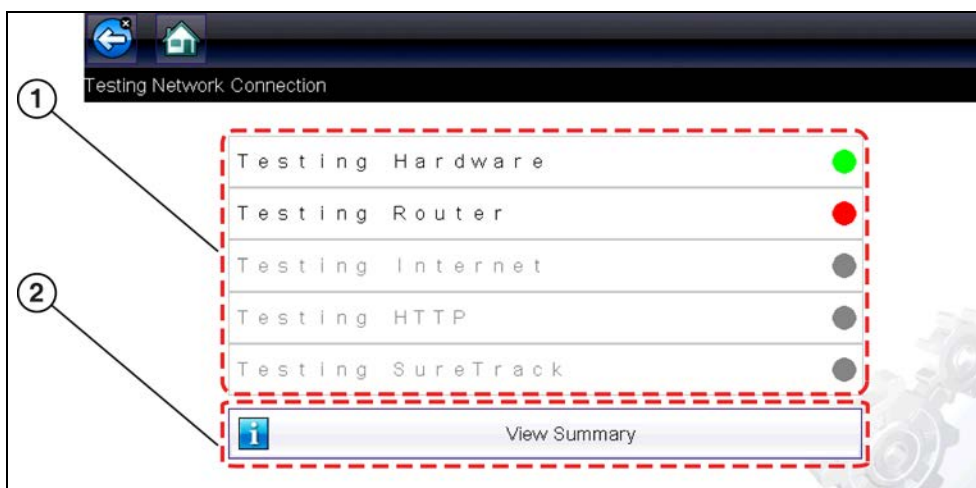 Testing Network Connection
1
Testing Hardware
Testing Router
Testing Internet
2
Testing HTTP
Testing SureTrack
i View Summary